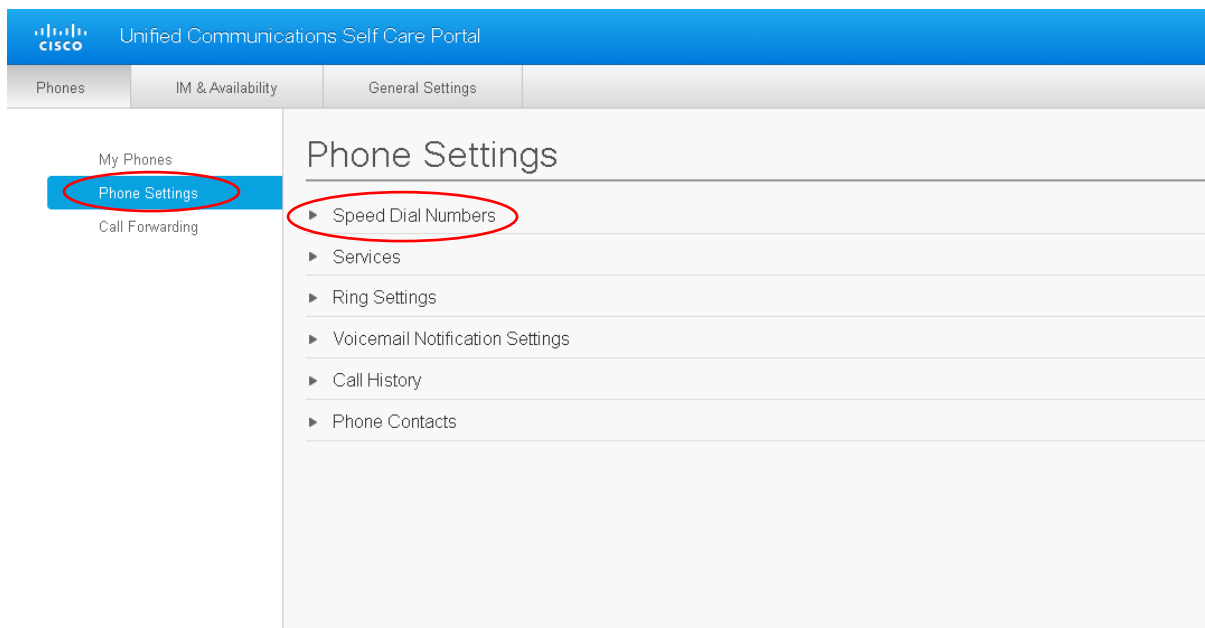 CISCO Unified Communications Self Care Portal
Phones IM & Availability General Settings
My Phones
Phone Settings
Call Forwarding
Phone Settings
Speed Dial Numbers
Services
Ring Settings
Voicemail Notification Settings
Call History
Phone Contacts